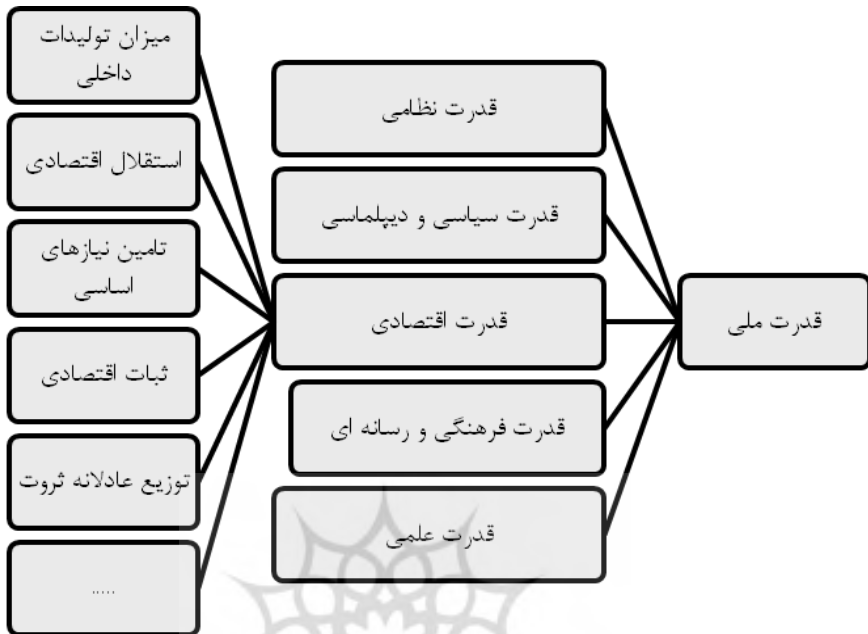 قدرت ملی
قدرت نظامی
قدرت سیاسی و دیپلماسی
قدرت اقتصادی
قدرت فرهنگی و رسانه ای
قدرت علمی
میزان تولیدات
داخلی
استقلال اقتصادی
تامین نیازهای
اساسی
ثبات اقتصادی
توزیع عادلانه ثروت
.....